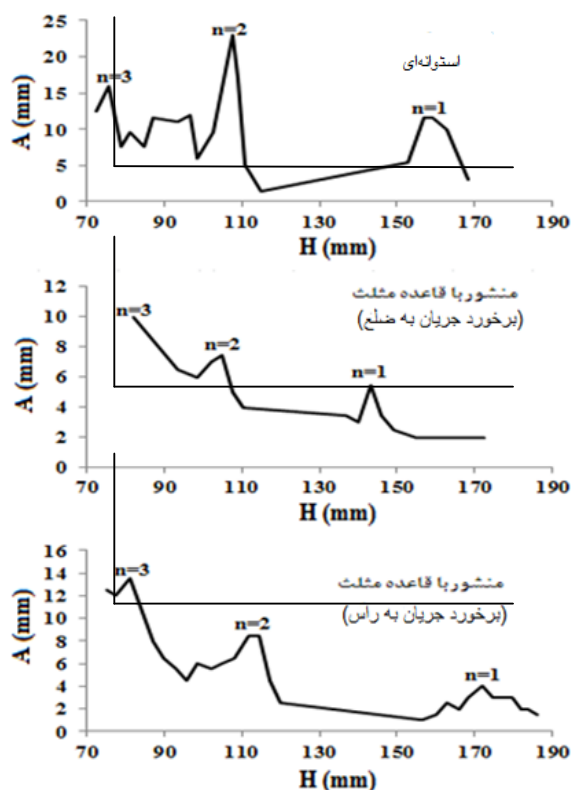 25
20
15
10
5
0
A (mm)
n=3
n=2
n=1
استوانه‌ای
70 90 110 130 150 170 190
H (mm)
12
10
8
6
4
2
0
A (mm)
n=3
n=2
n=1
منشور با قاعده مثلث
(برخورد جریان به ضلع)
70 90 110 130 150 170 190
H (mm)
16
14
12
10
8
6
4
2
0
A (mm)
n=3
n=2
n=1
منشور با قاعده مثلث
(برخورد جریان به راس)
70 90 110 130 150 170 190
H (mm)